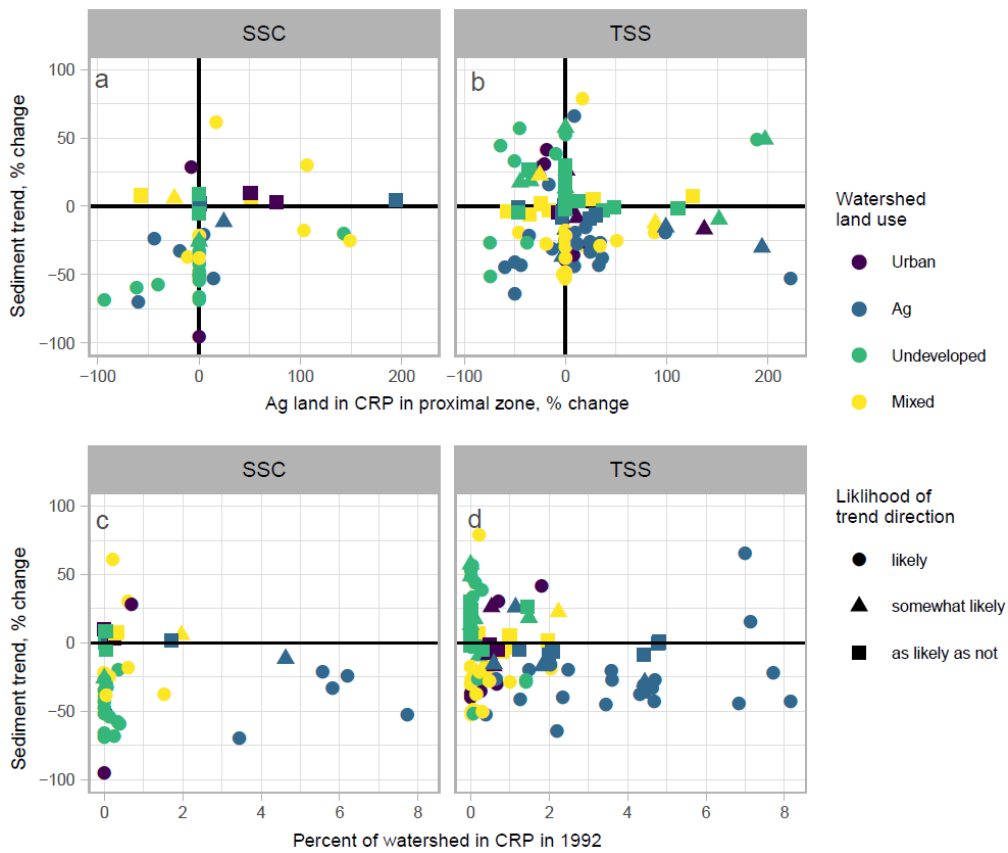 SSC
TSS
a
b
100
50
0
−50
−100
Sediment trend, % change
−100
0
100
200
−100
0
100
200
Ag land in CRP in proximal zone, % change
SSC
TSS
c
d
100
50
0
−50
−100
Sediment trend, % change
0
2
4
6
8
0
2
4
6
8
Percent of watershed in CRP in 1992
Watershed
land use
Urban
Ag
Undeveloped
Mixed
Liklihood of
trend direction
likely
somewhat likely
as likely as not